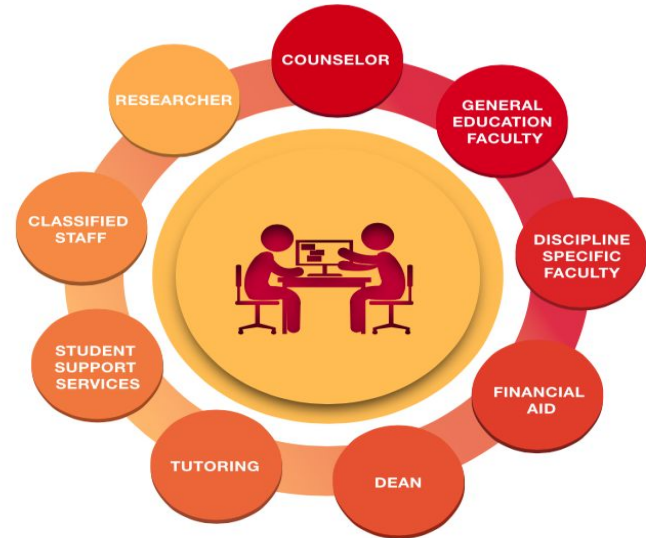 COUNSELOR
GENERAL
EDUCATION
FACULTY
DISCIPLINE
SPECIFIC
FACULTY
FINANCIAL
AID
DEAN
TUTORING
STUDENT
SUPPORT
SERVICES
CLASSIFIED
STAFF
RESEARCHER